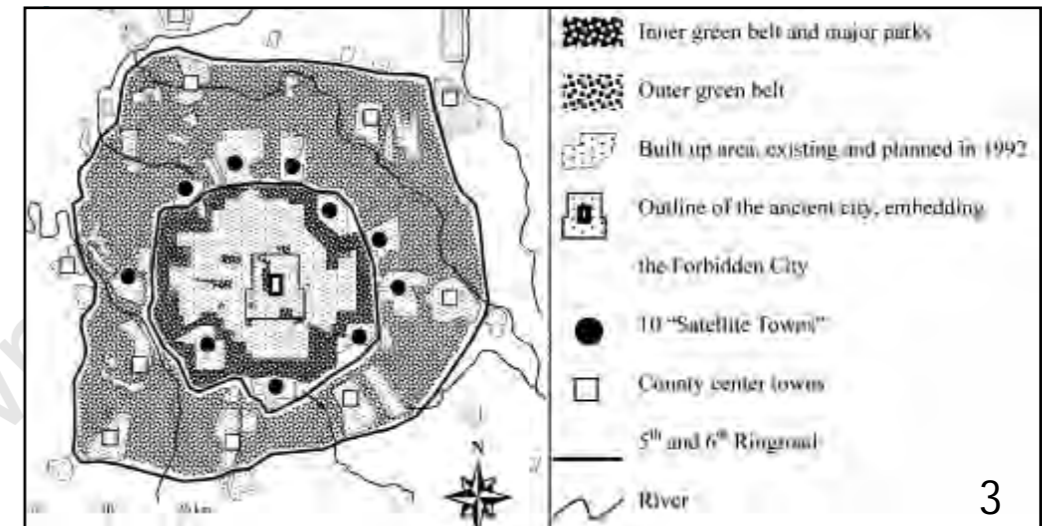 Inner green belt and major parks
Outer green belt
Built up area, existing and planned in 1992
Outline of the ancient city, embedding
the Forbidden City
10 "Satellite Towns"
County center towns
5th and 6th Ringroad
River
N
3